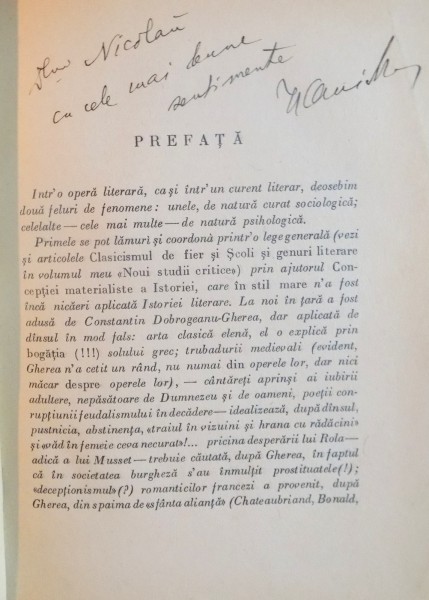 Dlui Nicolau
cu cele mai bune
sentimente
PREFAȚĂ
Într'o operă literară, ca și într'un curent literar, deosebim
două feluri de fenomene: unele, de natură curat sociologică;
celelalte — cele mai multe — de natură psihologică.
Primele se pot lămuri și coordonà printr'o lege generală (vezi
și articolele Clasicismul de fier și Școli și genuri literare
în volumul meu «Noui studii critice») prin ajutorul Con-
cepției materialiste a Istoriei, care în stil mare n'a fost
încă nicăeri aplicată Istoriei literare. La noi în țară a fost
adusă de Constantin Dobrogeanu-Gherea, dar aplicată de
dînsul în mod fals: arta clasică elenă, el o explică prin
bogăția (!!!) solului grec; trubadurii medievali (evident,
Gherea n'a cetit un rând, nu numai din operele lor, dar nici
măcar despre operele lor), — cântăreți aprinși ai iubirii
adultere, nepăsătoare de Dumnezeu și de oameni, poeții con-
rupțiunii feudalismului în decădere — idealizează, după dînsul,
pustnicia, abstinența, «traiul în vizuini și hrana cu rădăcini»
și «văd în femeie ceva necurat»!... pricina desperării lui Rola—
adică a lui Musset — trebuie căutată, după Gherea, în faptul
că în societatea burgheză s'au înmulțit prostituatele(!);
«decepționismul»(?) romanticilor francezi a provenit, după
Gherea, din spaima de «sfânta alianță» (Chateaubriand, Bonald,